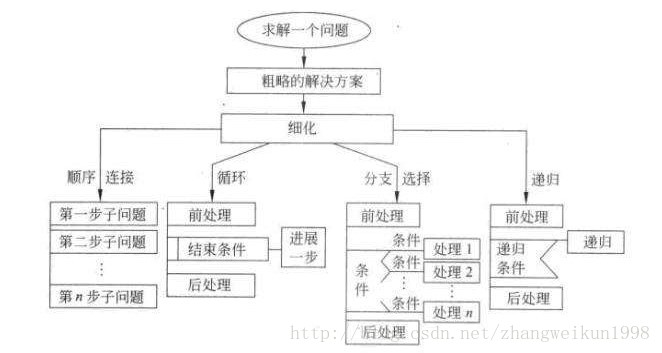 求解一个问题
粗略的解决方案
细化
顺序 连接
循环
分支 选择
递归
第一步子问题
第二步子问题
⋮
第n步子问题
前处理
结束条件
进展
一步
后处理
前处理
条件
处理1
条件
处理2
条
件
⋮ ⋮
条件
处理n
后处理
前处理
递归
条件
递归
后处理
csdn.net/zhangweikun1998